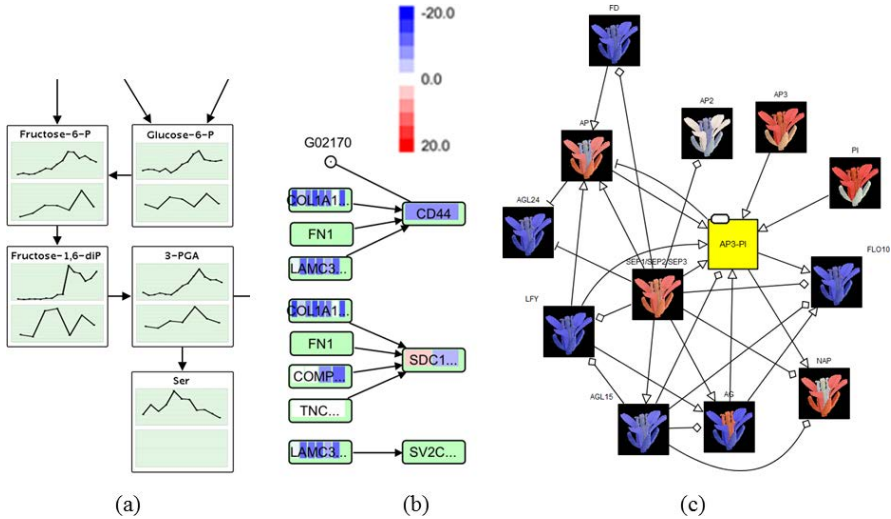 Fructose-6-P
Glucose-6-P
Fructose-1,6-diP
3-PGA
Ser
(a)
-20.0
0.0
20.0
G02170
COL1A1...
FN1
LAMC3...
CD44
COL1A1...
FN1
COMP...
TNC...
SDC1...
LAMC3...
SV2C...
(b)
FD
AP2
AP3
AP
PI
AGL24
AP3-PI
SEP1/SEP2/SEP3
FLO10
LFY
NAP
AGL15
AG
(c)